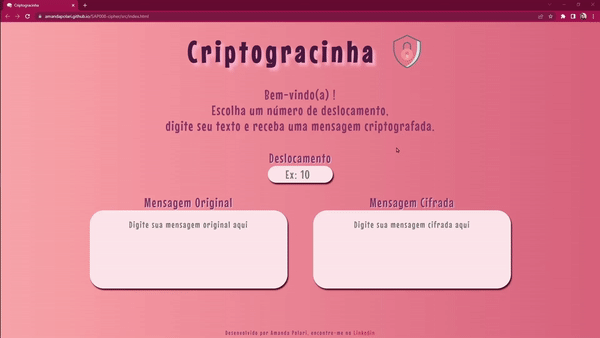 Criptogracinha
amandapolari.github.io/SAP008-cipher/src/index.html
Criptogracinha
Bem-vindo(a) !
Escolha um número de deslocamento,
digite seu texto e receba uma mensagem criptografada.
Deslocamento
Ex: 10
Mensagem Original
Mensagem Cifrada
Digite sua mensagem original aqui
Digite sua mensagem cifrada aqui
Desenvolvido por Amanda Polari, encontre-me no Linkedin